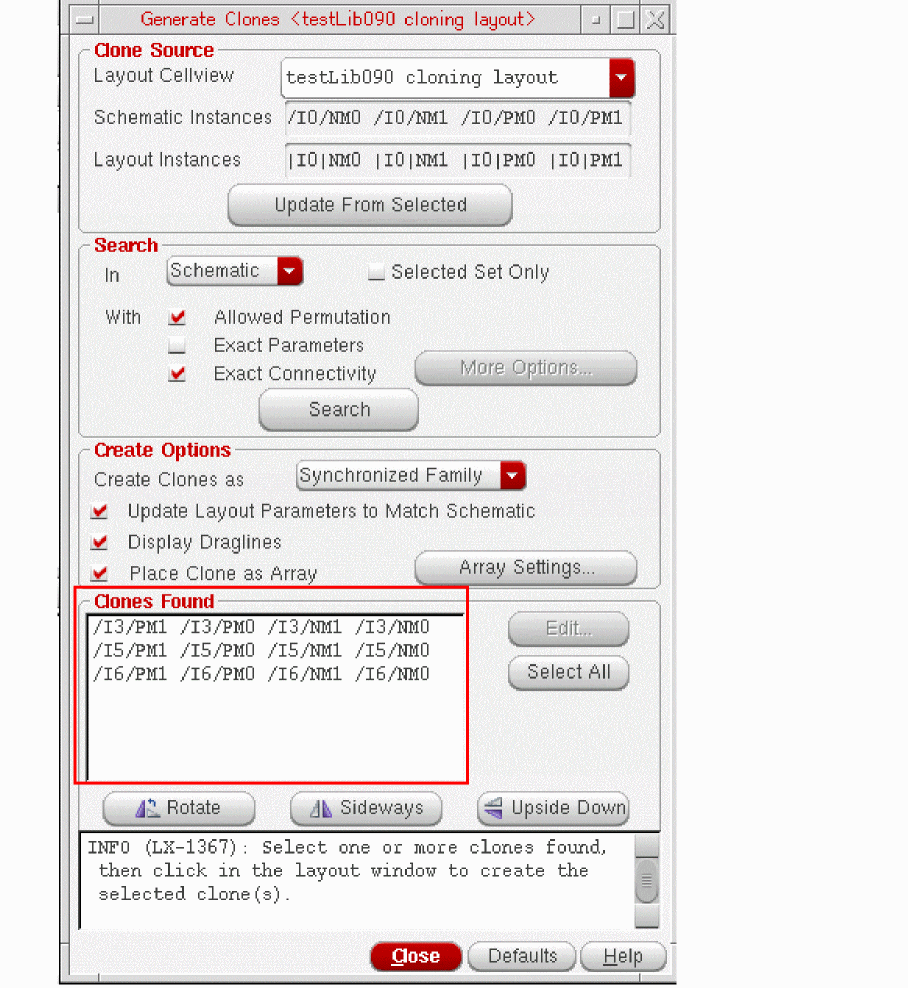 Generate Clones <testLib090 cloning layout>
Clone Source
Layout Cellview testLib090 cloning layout
Schematic Instances /I0/NM0 /I0/NM1 /I0/PM0 /I0/PM1
Layout Instances |I0|NM0 |I0|NM1 |I0|PM0 |I0|PM1
Update From Selected
Search
In Schematic Selected Set Only
With Allowed Permutation
Exact Parameters
Exact Connectivity More Options...
Search
Create Options
Create Clones as Synchronized Family
Update Layout Parameters to Match Schematic
Display Draglines
Place Clone as Array Array Settings...
Clones Found
/I3/PM1 /I3/PM0 /I3/NM1 /I3/NM0
/I5/PM1 /I5/PM0 /I5/NM1 /I5/NM0
/I6/PM1 /I6/PM0 /I6/NM1 /I6/NM0
Edit...
Select All
Rotate Sideways Upside Down
INFO (LX-1367): Select one or more clones found,
then click in the layout window to create the
selected clone(s).
Close Defaults Help